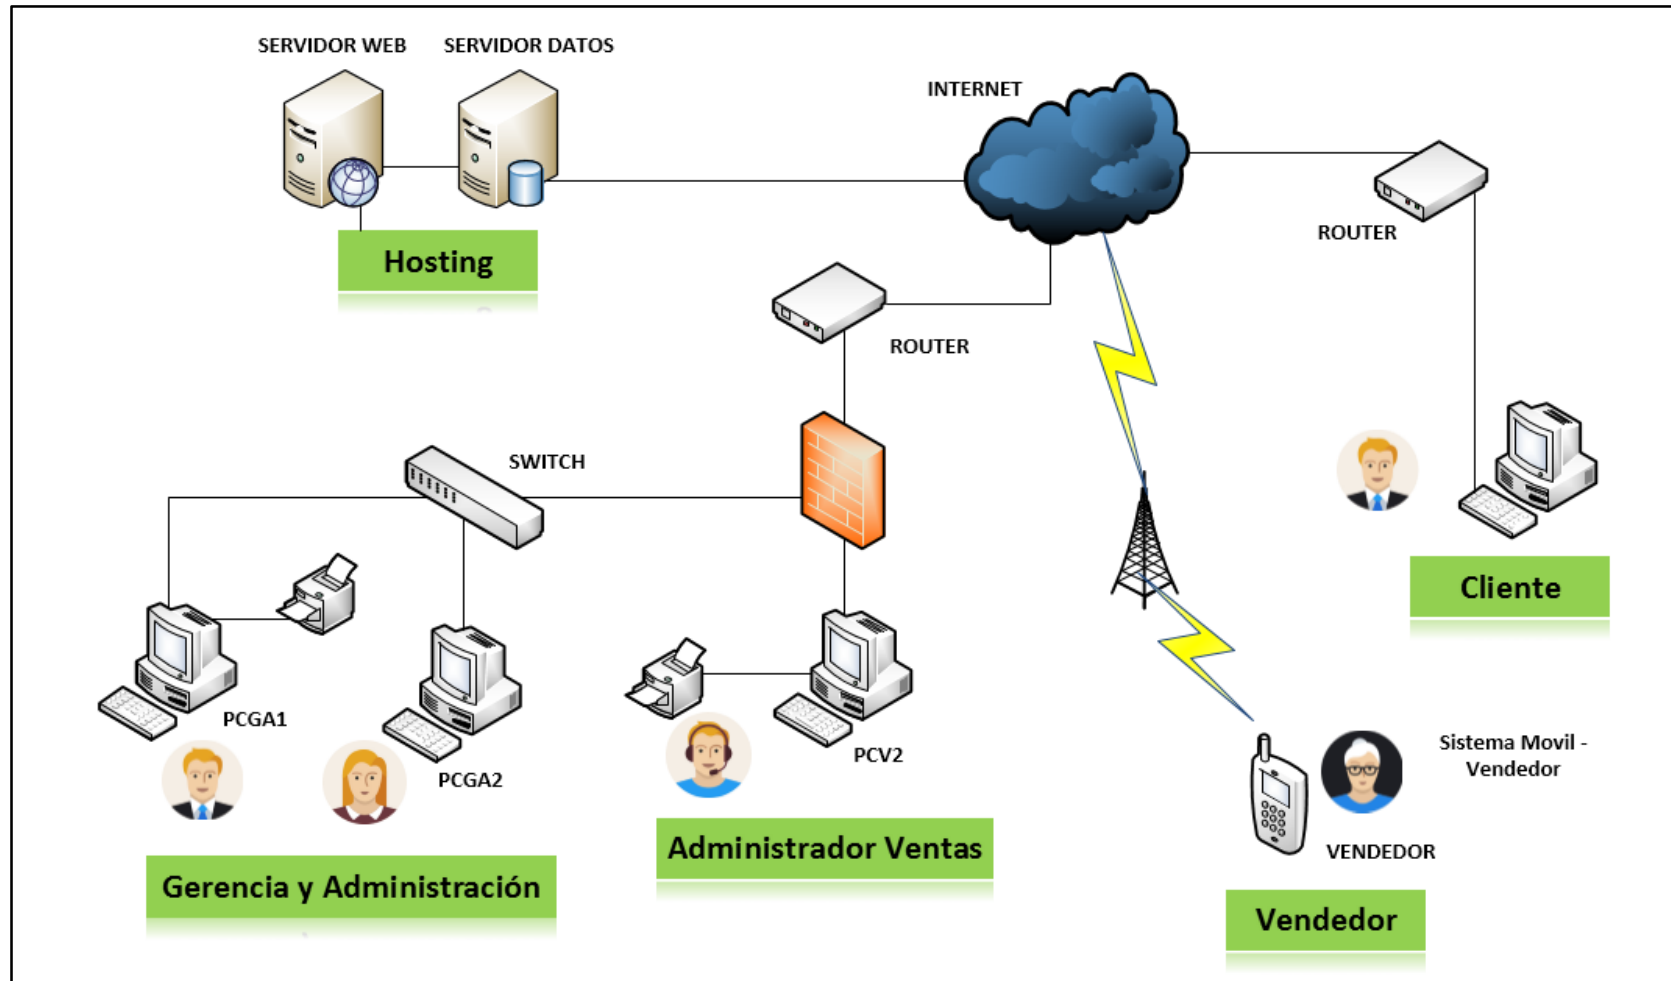 SERVIDOR WEB
SERVIDOR DATOS
INTERNET
Hosting
ROUTER
ROUTER
SWITCH
Cliente
PCGA1
PCGA2
PCV2
Sistema Movil -
Vendedor
VENDEDOR
Administrador Ventas
Gerencia y Administración
Vendedor